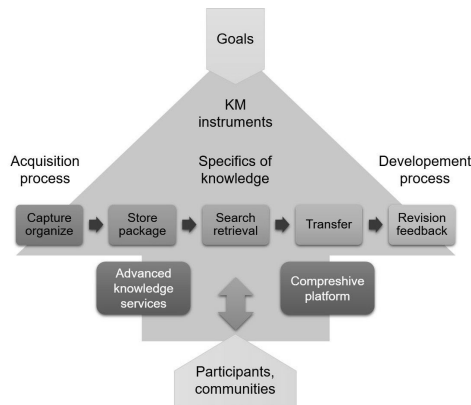 Goals
KM
instruments
Acquisition
process
Specifics of
knowledge
Developement
process
Capture
organize
Store
package
Search
retrieval
Transfer
Revision
feedback
Advanced
knowledge
services
Compreshive
platform
Participants,
communities